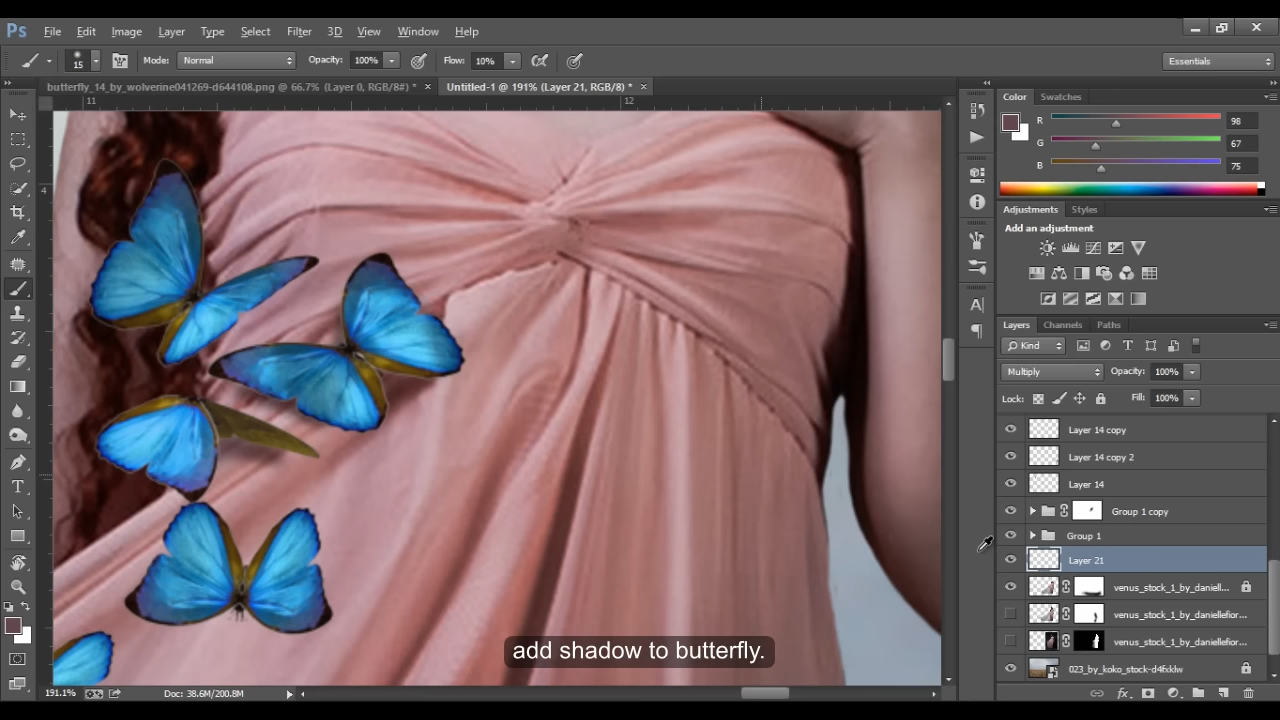 Ps File Edit Image Layer Type Select Filter 3D View Window Help
15 Mode: Normal Opacity: 100% Flow: 10% Essentials
butterfly_14_by_wolverine041269-d644108.png @ 66.7% (Layer 0, RGB/8#) * × Untitled-1 @ 191% (Layer 21, RGB/8) * ×
11 12
4
Color Swatches
R 98
G 67
B 75
Adjustments Styles
Add an adjustment
Layers Channels Paths
Kind
Multiply Opacity: 100%
Lock: Fill: 100%
Layer 14 copy
Layer 14 copy 2
Layer 14
Group 1 copy
Group 1
Layer 21
venus_stock_1_by_daniell...
venus_stock_1_by_daniellefior...
venus_stock_1_by_daniellefior...
023_by_koko_stock-d4fxklw
add shadow to butterfly.
191.1% Doc: 38.6M/200.8M